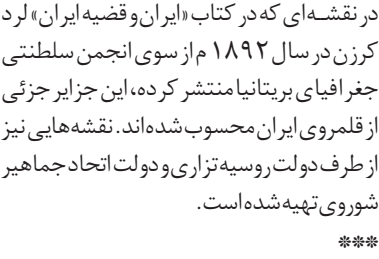 در نقشه‌ای که در کتاب «ایران و قضیه ایران» لرد
کرزن در سال ۱۸۹۲ م از سوی انجمن سلطنتی
جغرافیای بریتانیا منتشر کرده، این جزایر جزئی
از قلمروی ایران محسوب شده‌اند. نقشه‌هایی نیز
از طرف دولت روسیه تزاری و دولت اتحاد جماهیر
شوروی تهیه شده است.
***